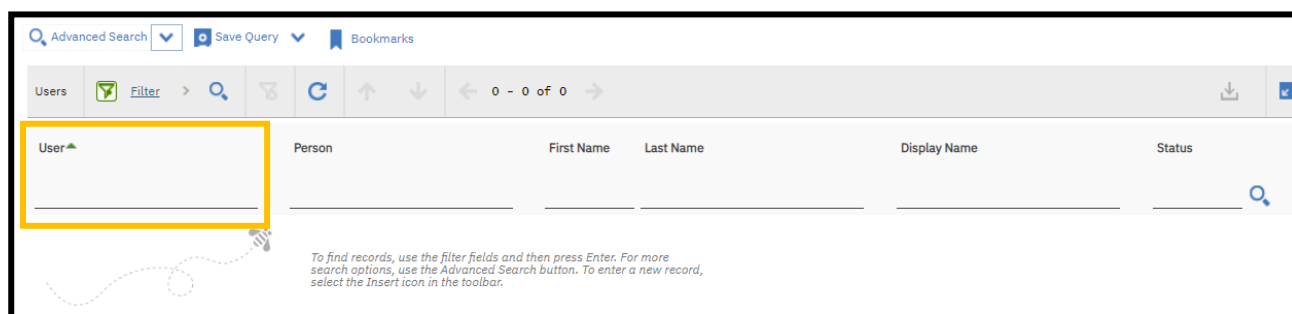 Advanced Search Save Query Bookmarks
Users Filter > 0 - 0 of 0
User Person First Name Last Name Display Name Status
To find records, use the filter fields and then press Enter. For more
search options, use the Advanced Search button. To enter a new record,
select the Insert icon in the toolbar.